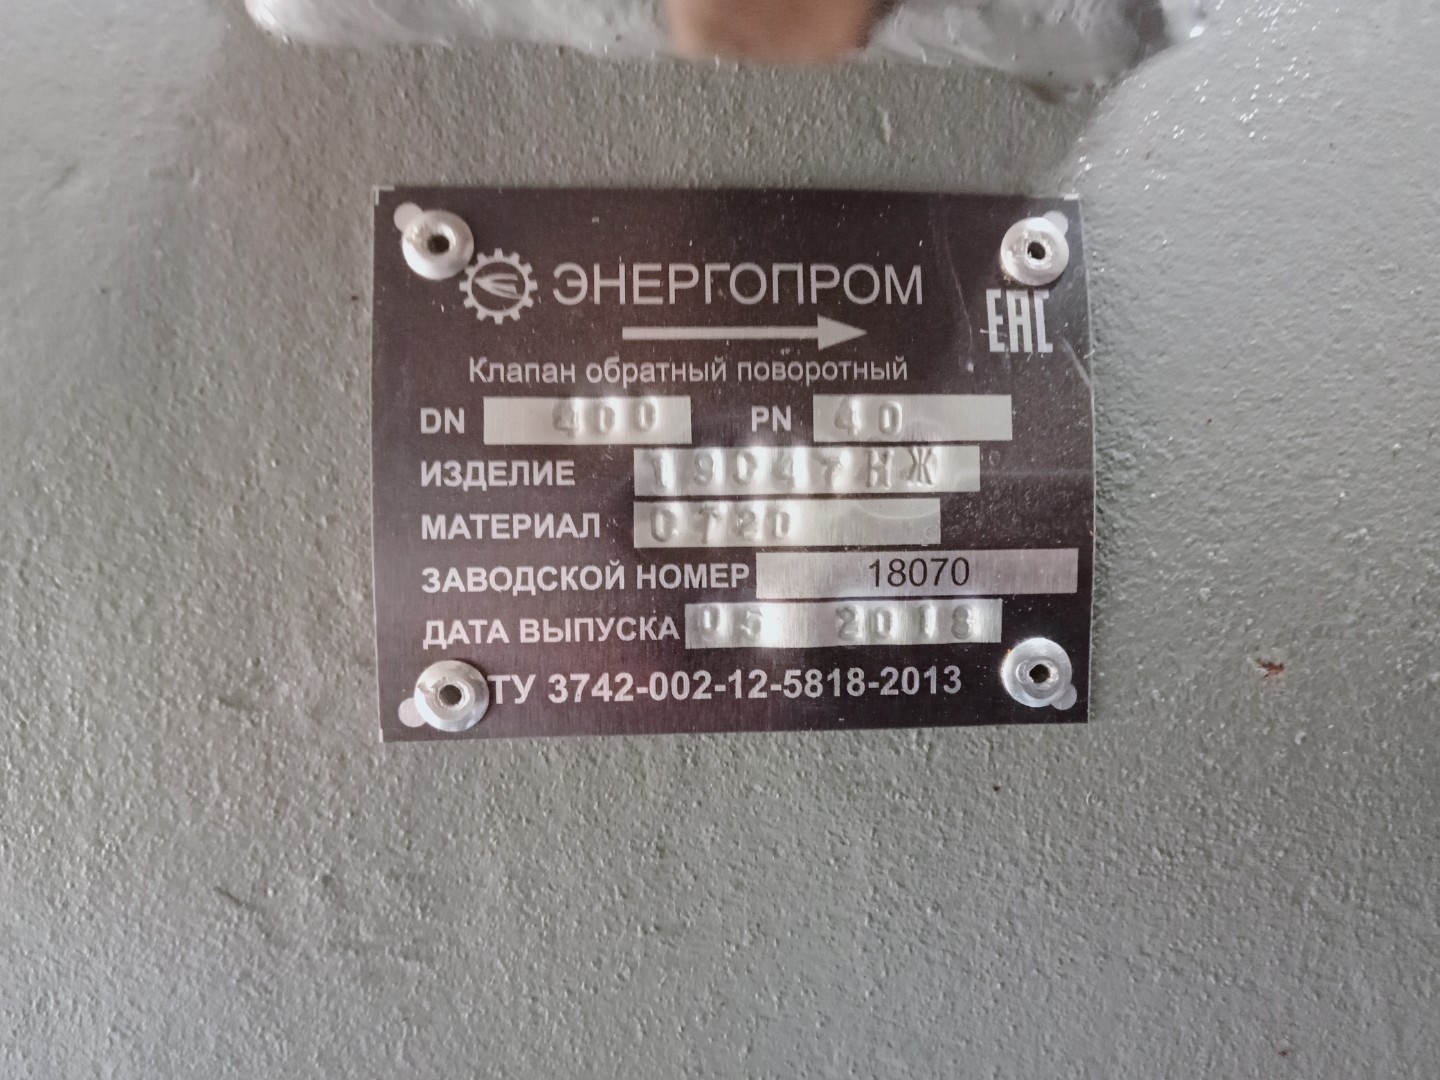 ЭНЕРГОПРОМ
EAC
Клапан обратный поворотный
DN 400 PN 40
ИЗДЕЛИЕ 19С47НЖ
МАТЕРИАЛ СТ20
ЗАВОДСКОЙ НОМЕР 18070
ДАТА ВЫПУСКА 05 2018
ТУ 3742-002-12-5818-2013